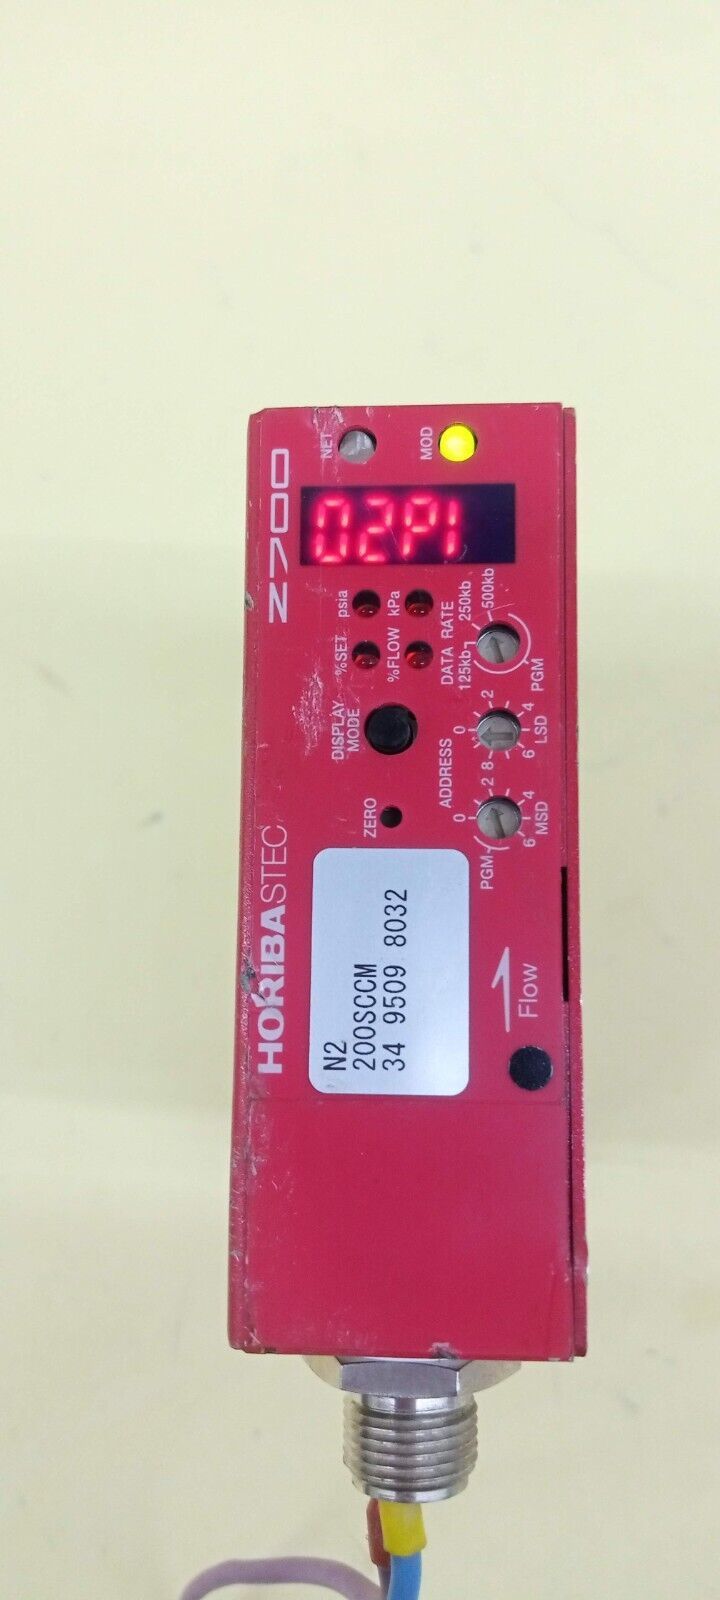 NET
MOD
Z700
02PI
psia
kPa
%SET
%FLOW
DATA RATE
125kb
250kb
500kb
PGM
DISPLAY
MODE
ADDRESS
0
2
4
6
8
LSD
0
2
4
6
PGM
MSD
ZERO
HORIBASTEC
N2
200SCCM
34 9509 8032
Flow